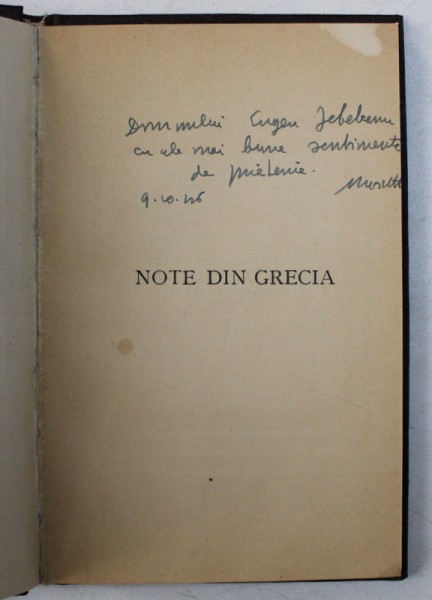 Domnului Eugen Jebeleanu
cu cele mai bune sentimente
de prietenie.
9.10.46
NOTE DIN GRECIA